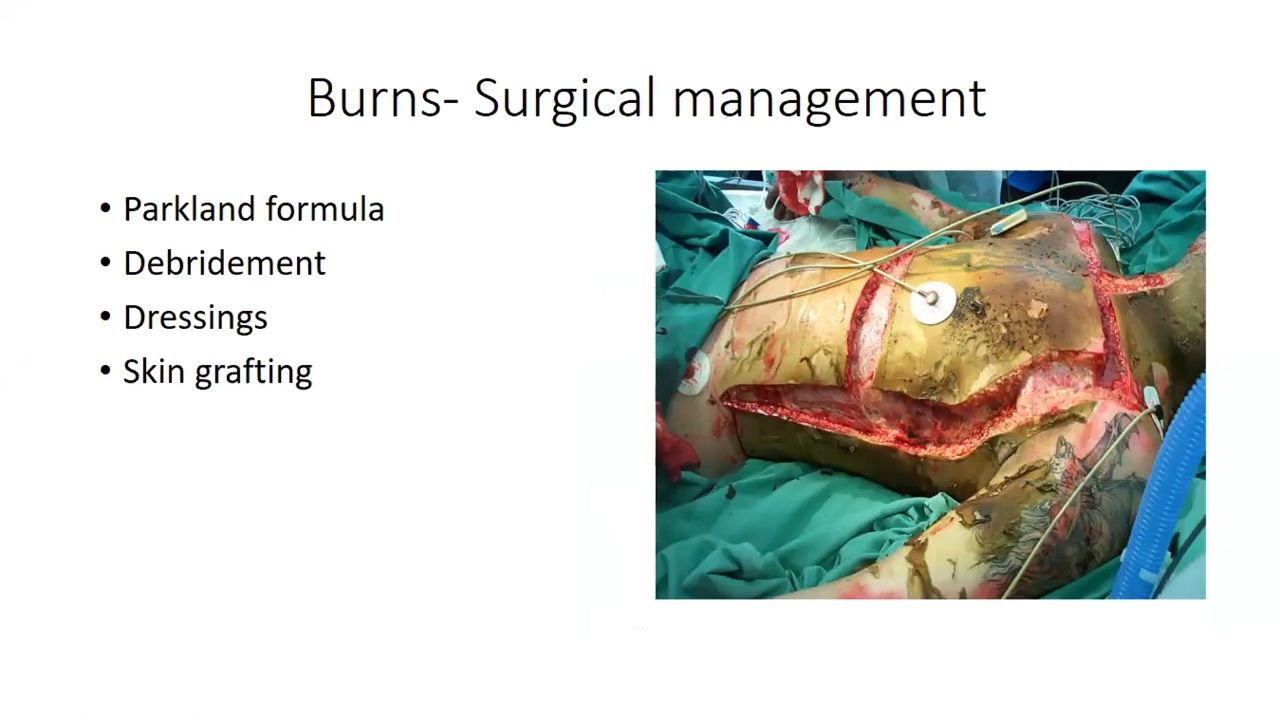 Burns- Surgical management
• Parkland formula
• Debridement
• Dressings
• Skin grafting